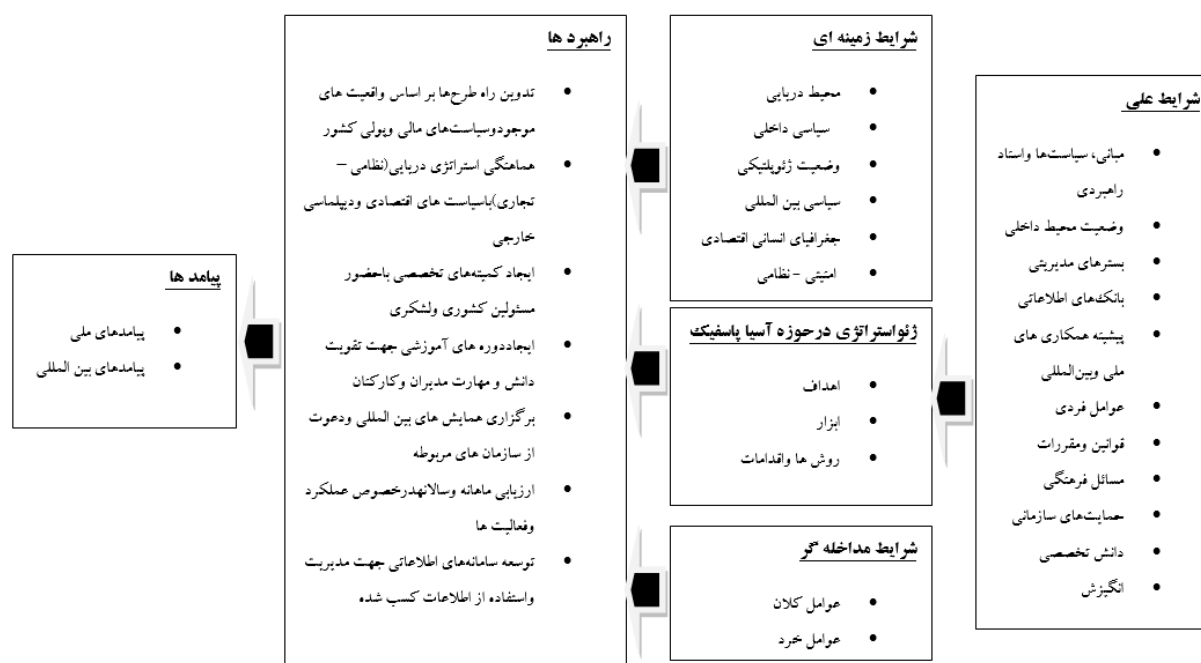 شرایط علی
مبانی، سیاست‌ها واسناد
راهبردی
وضعیت محیط داخلی
بسترهای مدیریتی
بانک‌های اطلاعاتی
پیشینه همکاری های
ملی وبین‌المللی
عوامل فردی
قوانین ومقررات
مسائل فرهنگی
حمایت‌های سازمانی
دانش تخصصی
انگیزش
شرایط زمینه ای
محیط دریایی
سیاسی داخلی
وضعیت ژئوپلتیکی
سیاسی بین المللی
جغرافیای انسانی اقتصادی
امنیتی - نظامی
ژئواستراتژی درحوزه آسیا پاسفیک
اهداف
ابزار
روش ها واقدامات
شرایط مداخله گر
عوامل کلان
عوامل خرد
راهبرد ها
تدوین راه طرح‌ها بر اساس واقعیت های
موجودوسیاست‌های مالی وپولی کشور
هماهنگی استراتژی دریایی(نظامی –
تجاری)باسیاست های اقتصادی ودیپلماسی
خارجی
ایجاد کمیته‌های تخصصی باحضور
مسئولین کشوری ولشکری
ایجاددوره های آموزشی جهت تقویت
دانش و مهارت مدیران وکارکنان
برگزاری همایش های بین المللی ودعوت
از سازمان های مربوطه
ارزیابی ماهانه وسالانهدرخصوص عملکرد
وفعالیت ها
توسعه سامانه‌های اطلاعاتی جهت مدیریت
واستفاده از اطلاعات کسب شده
پیامد ها
پیامدهای ملی
پیامدهای بین المللی